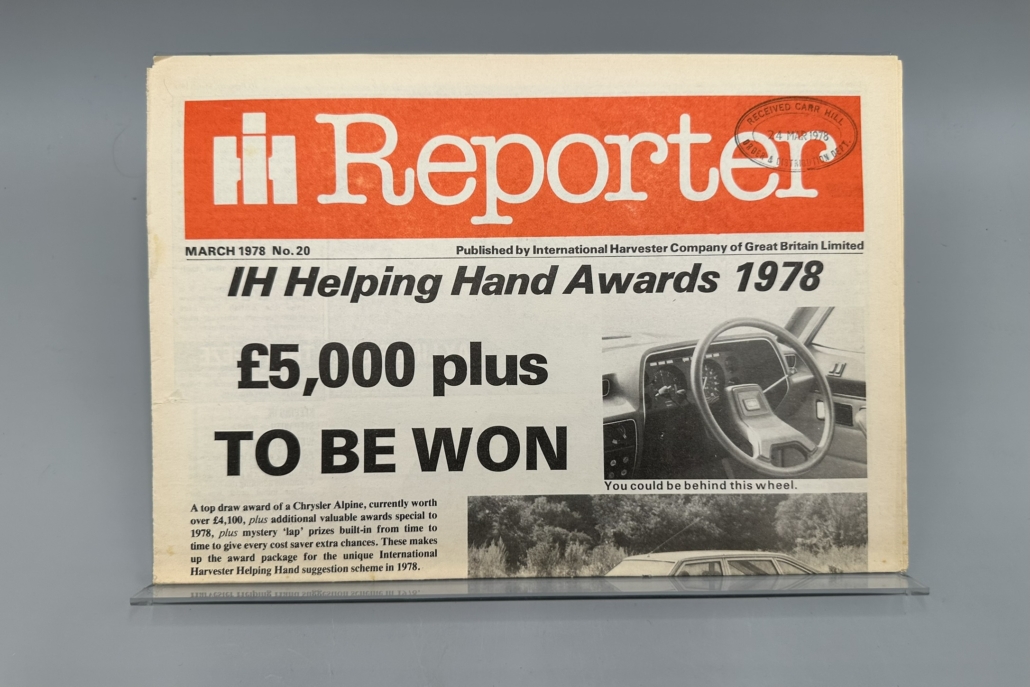 IH Reporter
RECEIVED CARR HILL
24 MAR 1978
& DISTRIBUTION DEPT.
MARCH 1978 No. 20
Published by International Harvester Company of Great Britain Limited
IH Helping Hand Awards 1978
£5,000 plus
TO BE WON
You could be behind this wheel.
A top draw award of a Chrysler Alpine, currently worth
over £4,100, plus additional valuable awards special to
1978, plus mystery 'lap' prizes built-in from time to
time to give every cost saver extra chances. These makes
up the award package for the unique International
Harvester Helping Hand suggestion scheme in 1978.